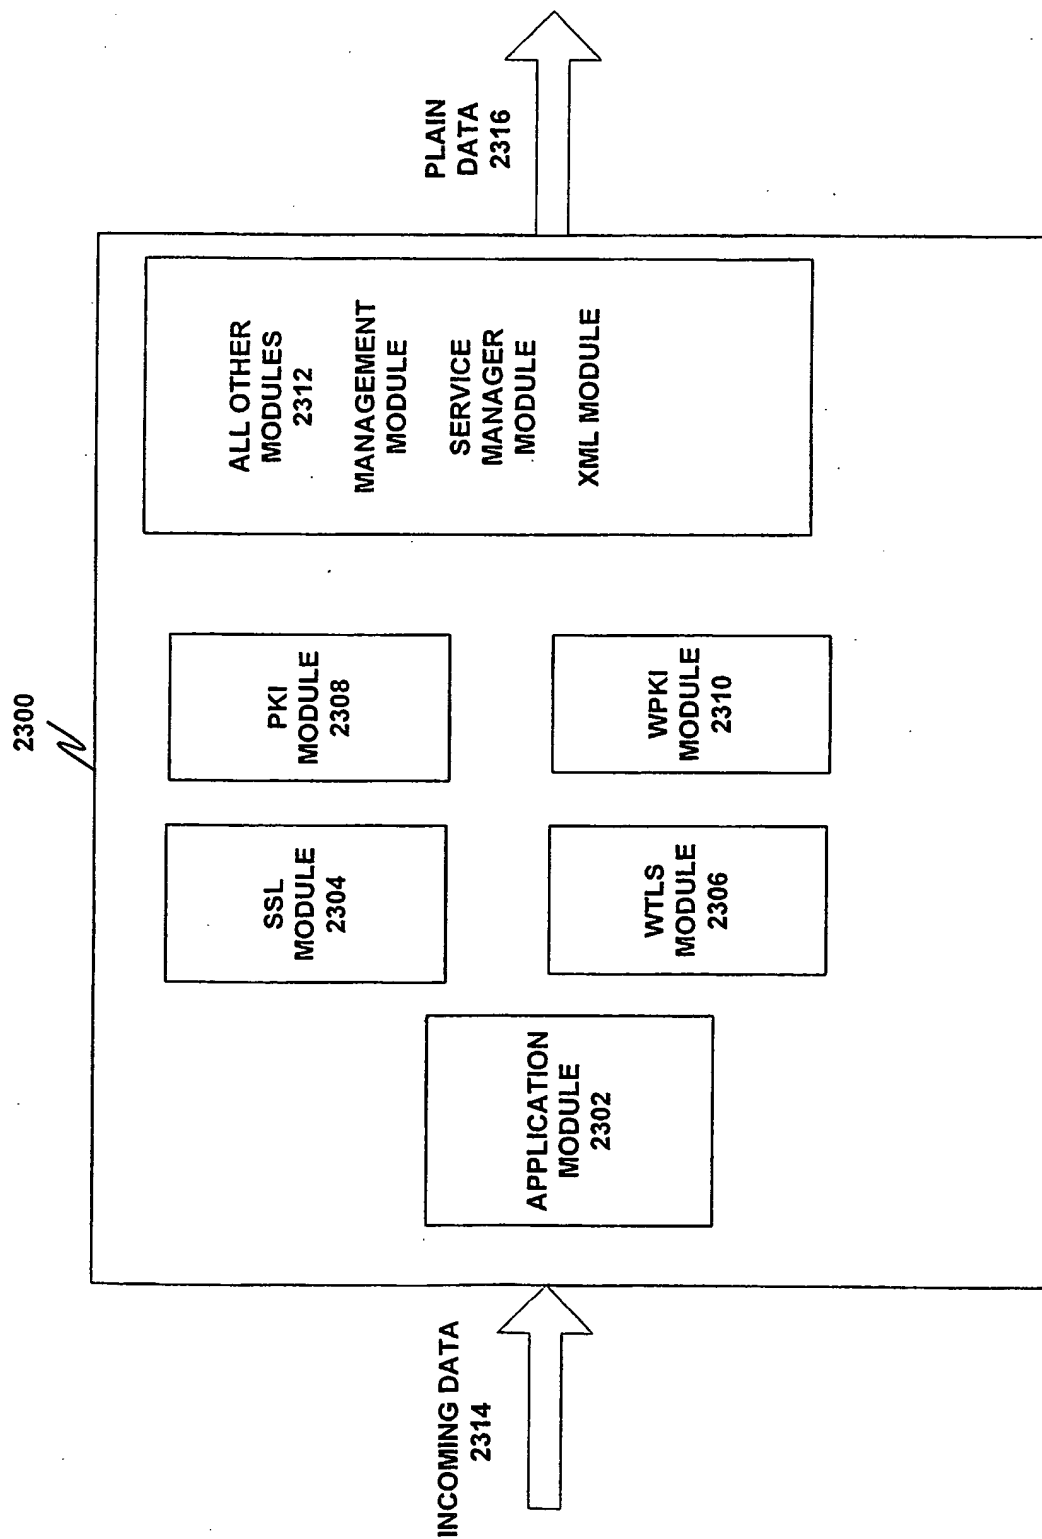 2300
INCOMING DATA
2314
APPLICATION
MODULE
2302
SSL
MODULE
2304
WTLS
MODULE
2306
PKI
MODULE
2308
WPKI
MODULE
2310
ALL OTHER
MODULES
2312
MANAGEMENT
MODULE
SERVICE
MANAGER
MODULE
XML MODULE
PLAIN
DATA
2316